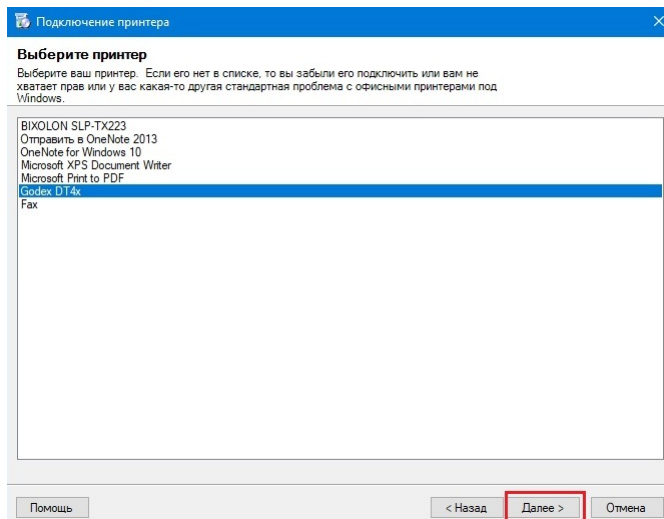 Подключение принтера
Выберите принтер
Выберите ваш принтер. Если его нет в списке, то вы забыли его подключить или вам не
хватает прав или у вас какая-то другая стандартная проблема с офисными принтерами под
Windows.
BIXOLON SLP-TX223
Отправить в OneNote 2013
OneNote for Windows 10
Microsoft XPS Document Writer
Microsoft Print to PDF
Godex DT4x
Fax
Помощь
< Назад
Далее >
Отмена